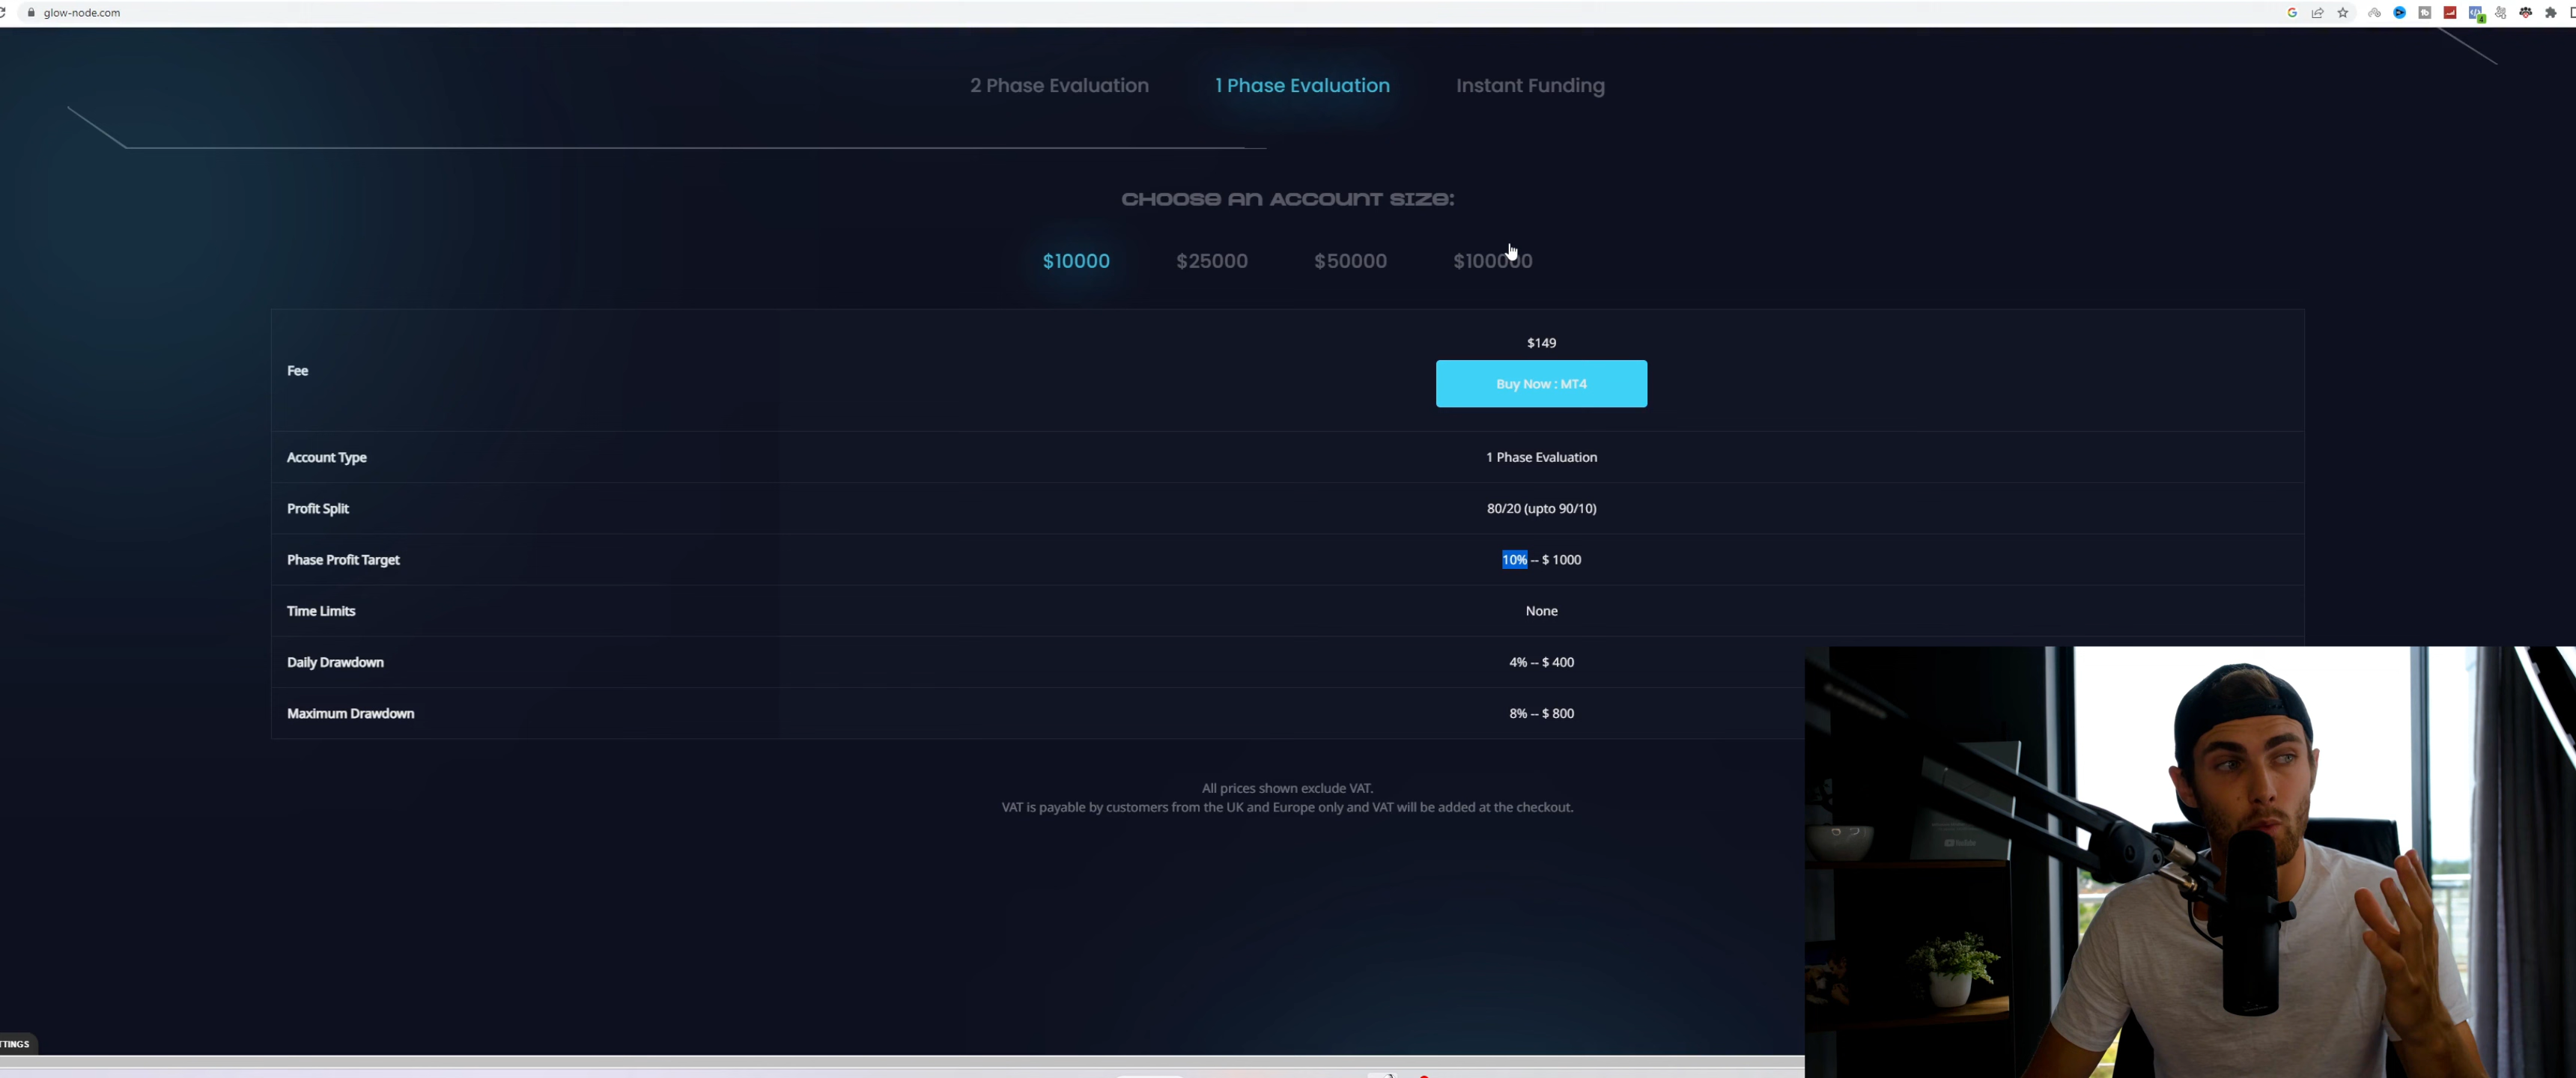 glow-node.com
2 Phase Evaluation
1 Phase Evaluation
Instant Funding
CHOOSE AN ACCOUNT SIZE:
$10000
$25000
$50000
$100000
Fee
$149
Buy Now : MT4
Account Type
1 Phase Evaluation
Profit Split
80/20 (upto 90/10)
Phase Profit Target
10% -- $ 1000
Time Limits
None
Daily Drawdown
4% -- $ 400
Maximum Drawdown
8% -- $ 800
All prices shown exclude VAT.
VAT is payable by customers from the UK and Europe only and VAT will be added at the checkout.
TTINGS
YouTube